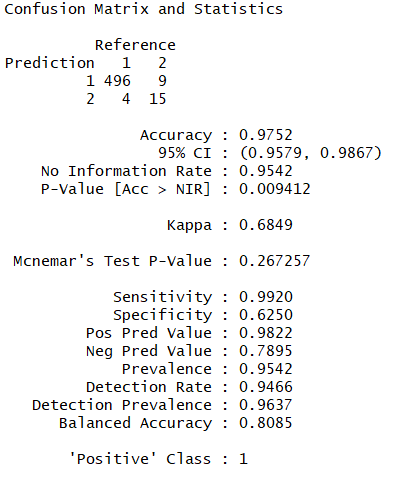 Confusion Matrix and Statistics
Reference
Prediction 1 2
1 496 9
2 4 15
Accuracy : 0.9752
95% CI : (0.9579, 0.9867)
No Information Rate : 0.9542
P-Value [Acc > NIR] : 0.009412
Kappa : 0.6849
Mcnemar's Test P-Value : 0.267257
Sensitivity : 0.9920
Specificity : 0.6250
Pos Pred Value : 0.9822
Neg Pred Value : 0.7895
Prevalence : 0.9542
Detection Rate : 0.9466
Detection Prevalence : 0.9637
Balanced Accuracy : 0.8085
'Positive' Class : 1